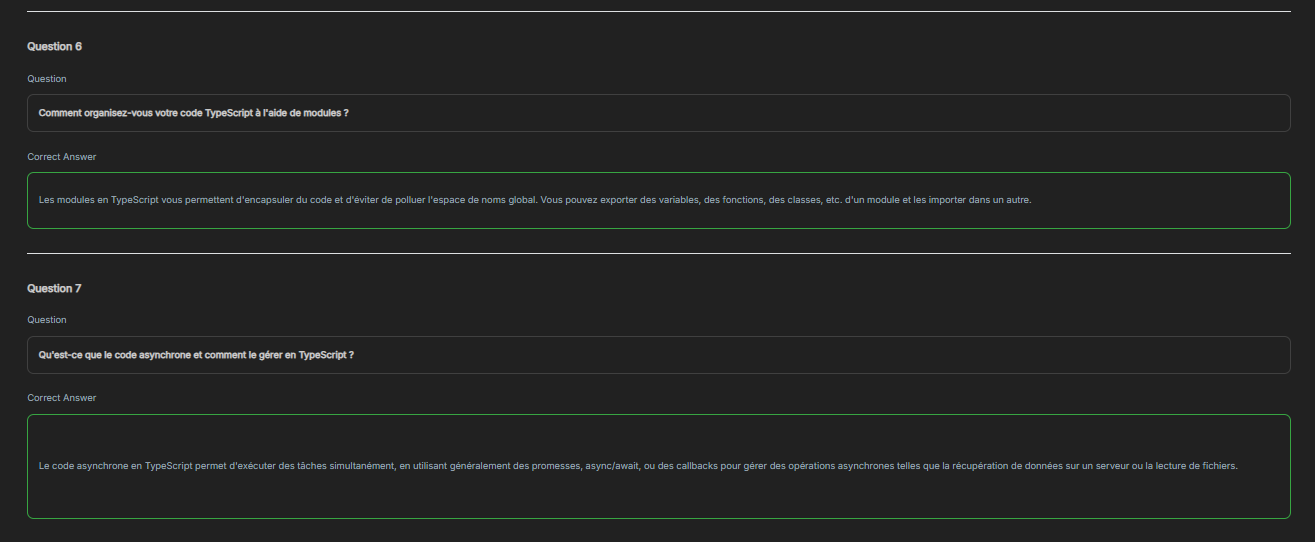 Question 6
Question
Comment organisez-vous votre code TypeScript à l'aide de modules ?
Correct Answer
Les modules en TypeScript vous permettent d'encapsuler du code et d'éviter de polluer l'espace de noms global. Vous pouvez exporter des variables, des fonctions, des classes, etc. d'un module et les importer dans un autre.
Question 7
Question
Qu'est-ce que le code asynchrone et comment le gérer en TypeScript ?
Correct Answer
Le code asynchrone en TypeScript permet d'exécuter des tâches simultanément, en utilisant généralement des promesses, async/await, ou des callbacks pour gérer des opérations asynchrones telles que la récupération de données sur un serveur ou la lecture de fichiers.